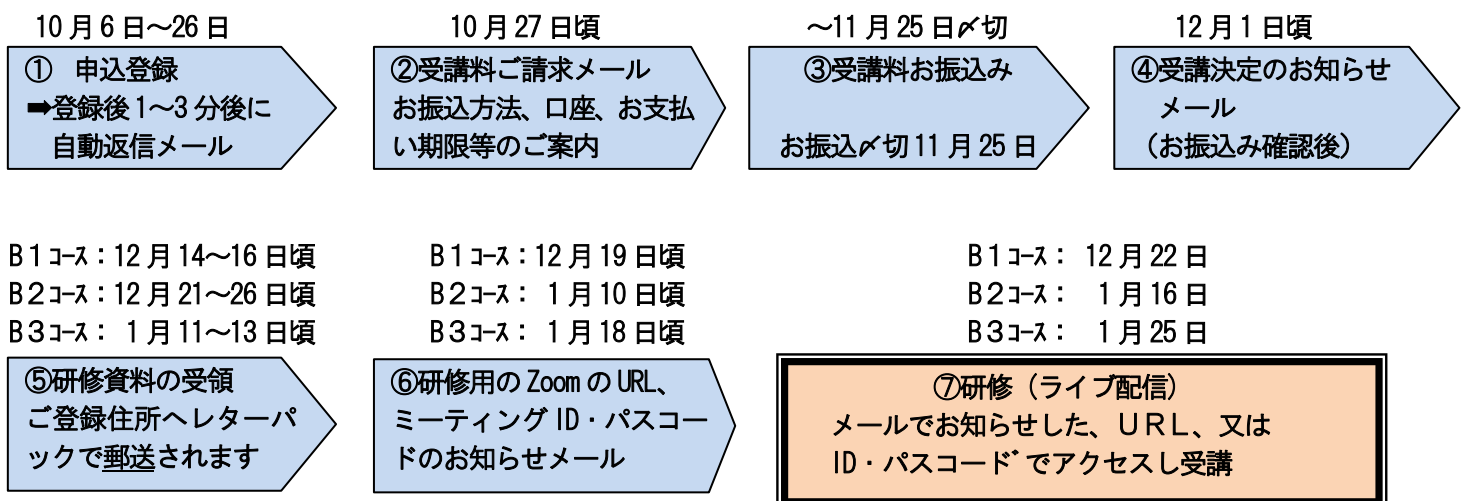 10月6日～26日
① 申込登録
➡登録後1～3分後に
自動返信メール
10月27日頃
②受講料ご請求メール
お振込方法、口座、お支払
い期限等のご案内
～11月25日〆切
③受講料お振込み
お振込〆切11月25日
12月1日頃
④受講決定のお知らせ
メール
（お振込み確認後）
B1ｺｰｽ：12月14～16日頃
B2ｺｰｽ：12月21～26日頃
B3ｺｰｽ： 1月11～13日頃
⑤研修資料の受領
ご登録住所へレターパ
ックで郵送されます
B1ｺｰｽ：12月19日頃
B2ｺｰｽ： 1月10日頃
B3ｺｰｽ： 1月18日頃
⑥研修用のZoomのURL、
ミーティングID・パスコー
ドのお知らせメール
B1ｺｰｽ： 12月22日
B2ｺｰｽ： 1月16日
B3ｺｰｽ： 1月25日
⑦研修（ライブ配信）
メールでお知らせした、ＵＲＬ、又は
ID・パスコート゛でアクセスし受講